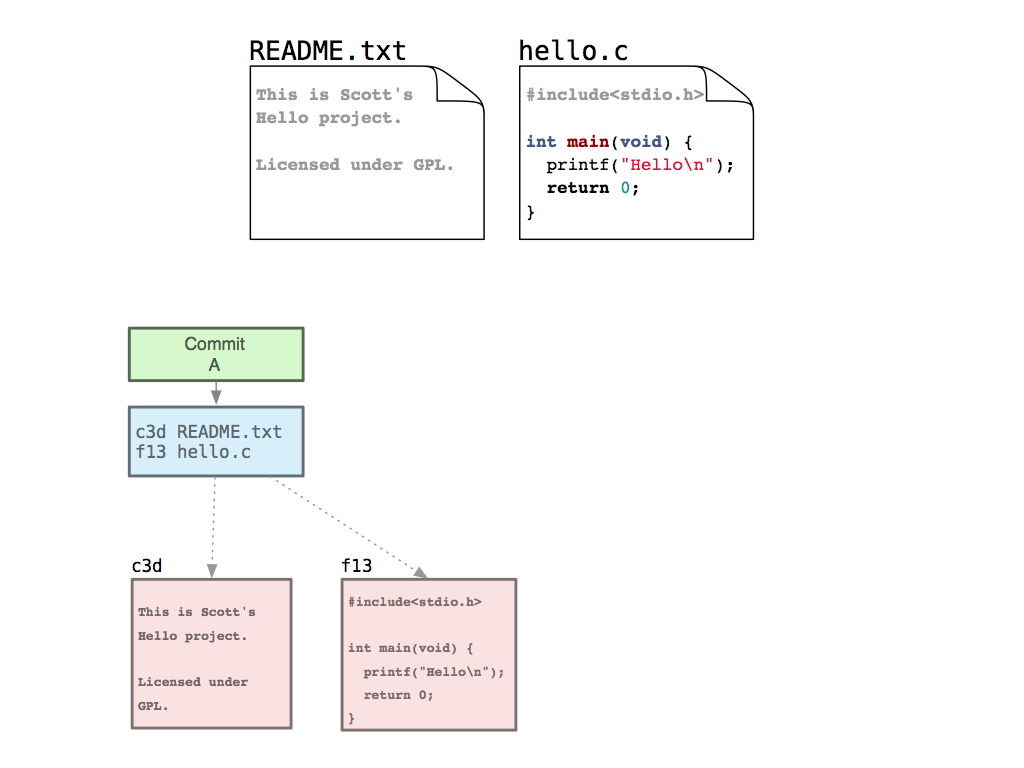 README.txt
This is Scott's
Hello project.
Licensed under GPL.
hello.c
#include<stdio.h>
int main(void) {
  printf("Hello\n");
  return 0;
}
Commit
A
c3d README.txt
f13 hello.c
c3d
This is Scott's
Hello project.
Licensed under
GPL.
f13
#include<stdio.h>
int main(void) {
  printf("Hello\n");
  return 0;
}